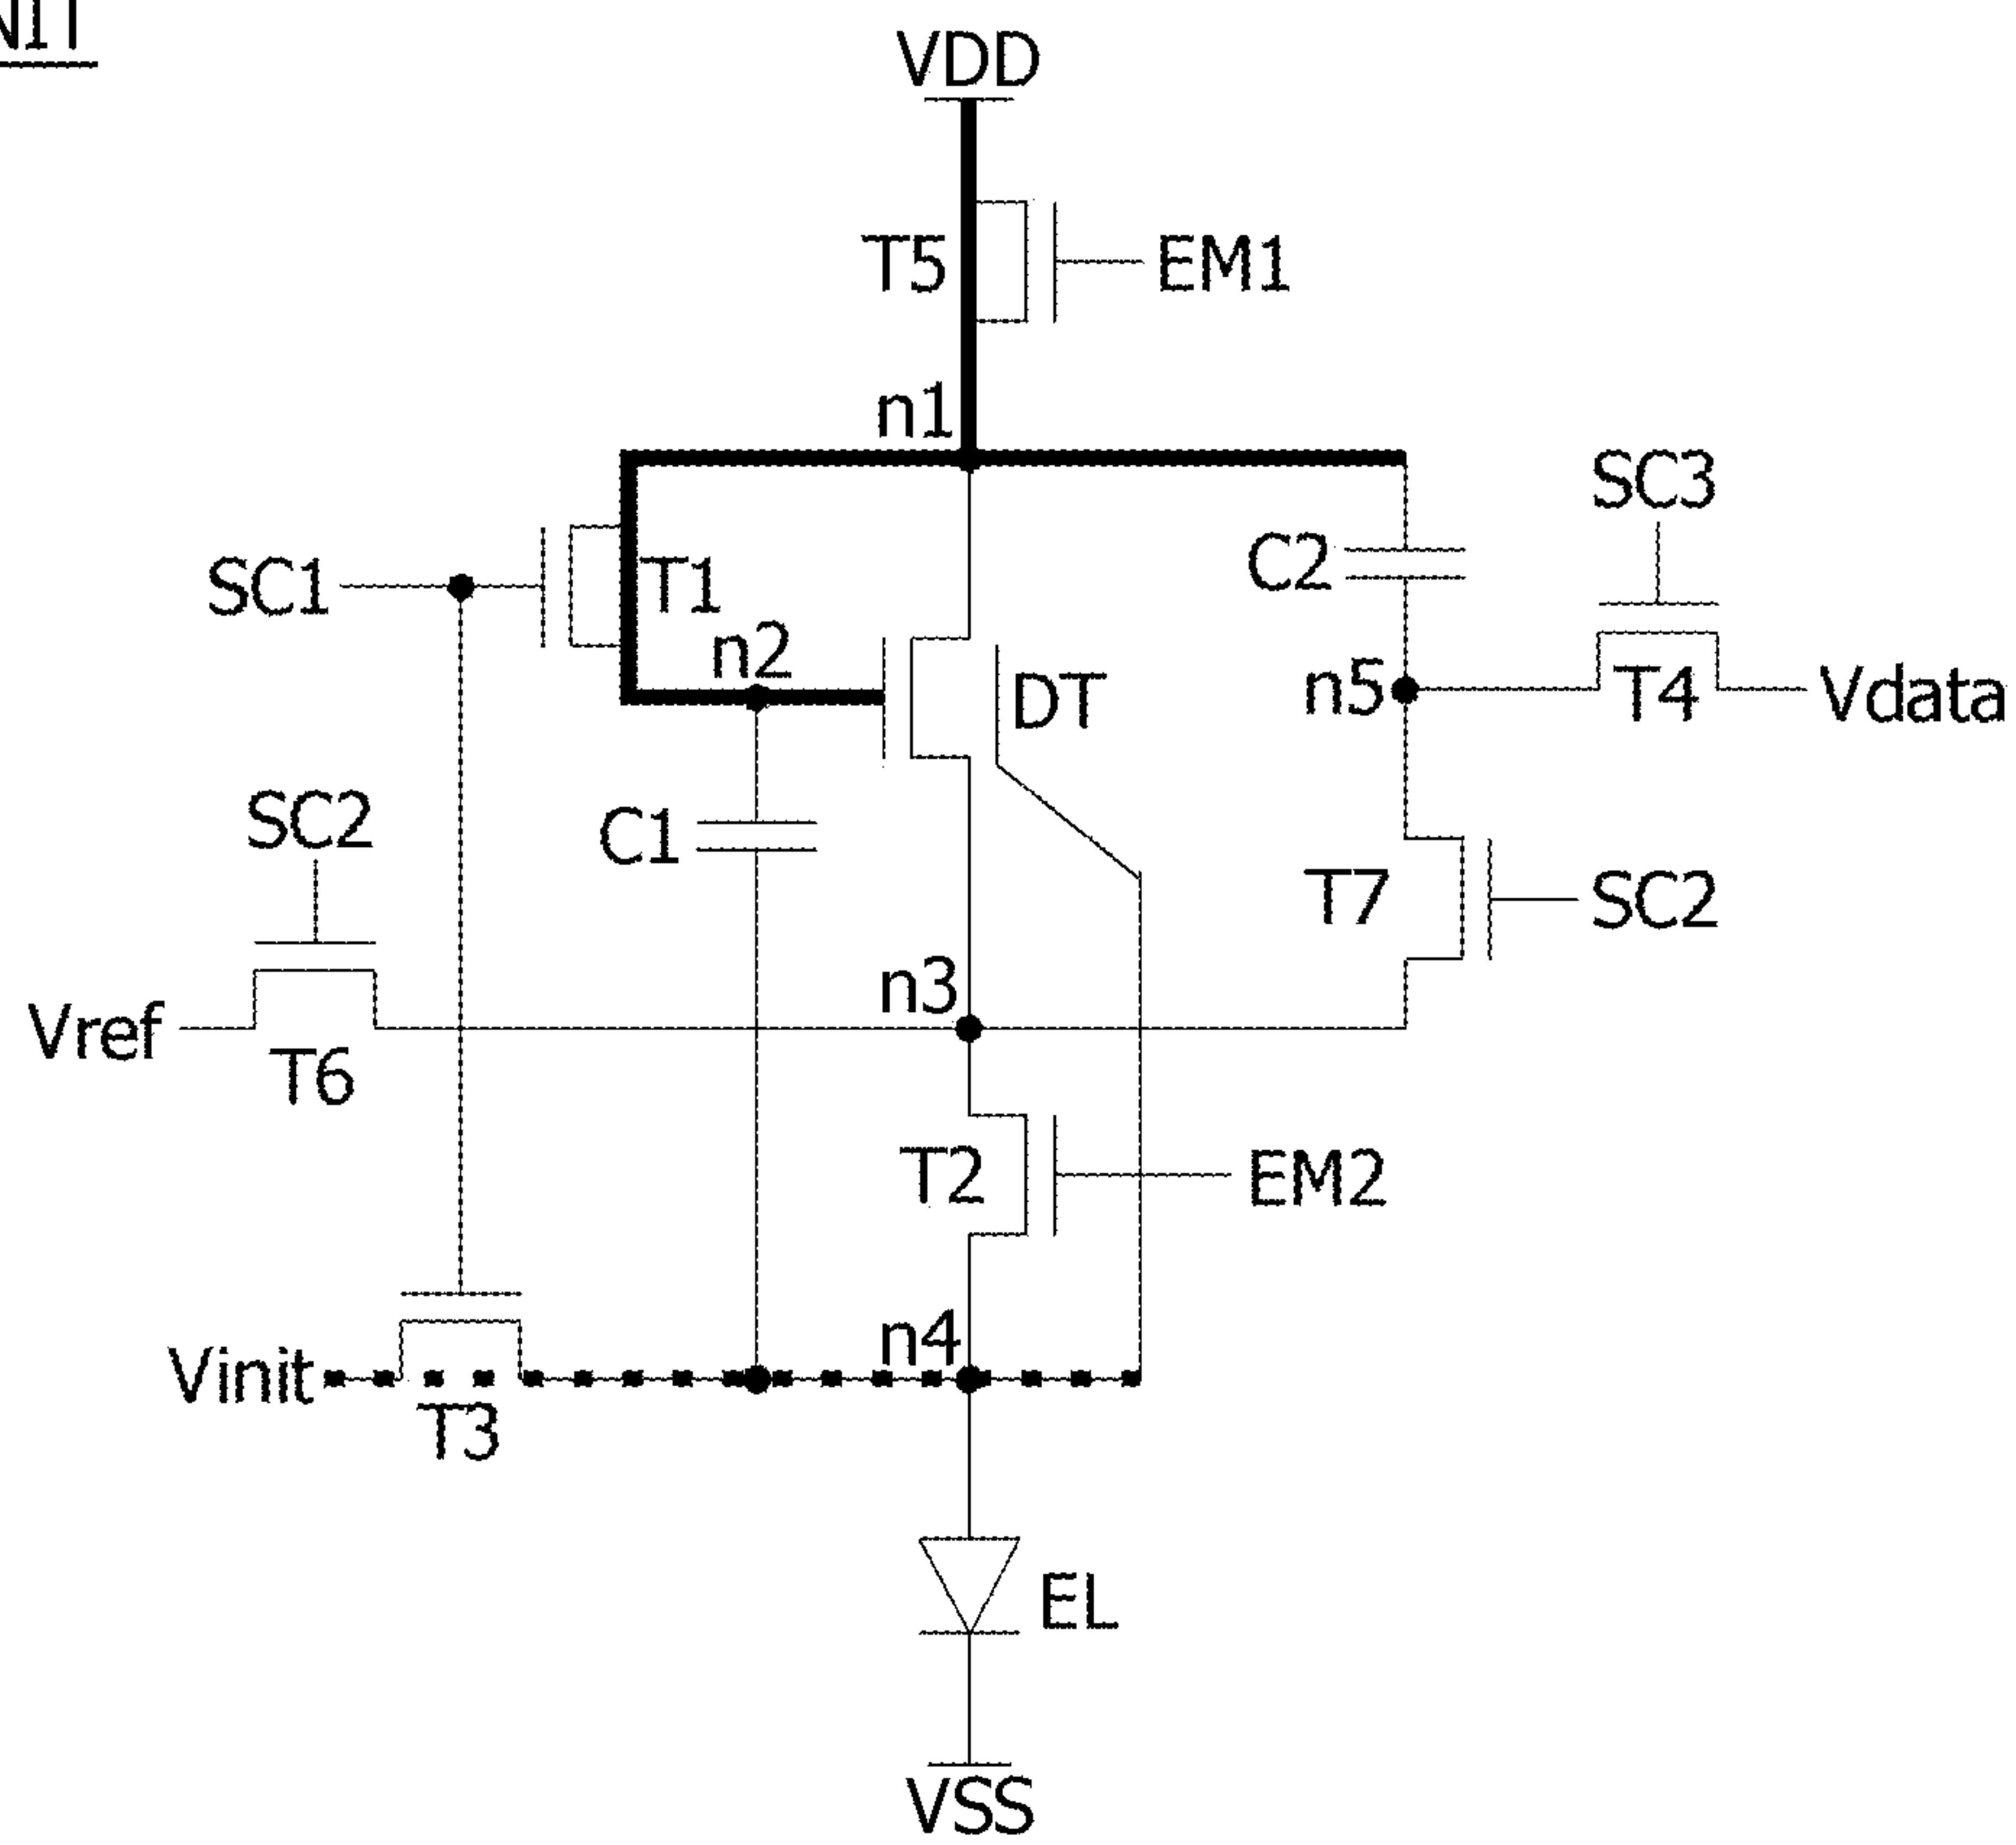 VDD
T5
EM1
n1
SC3
C2
SC1
T1
n2
DT
n5
T4
Vdata
SC2
C1
T7
SC2
n3
Vref
T6
T2
EM2
n4
Vinit
T3
EL
VSS